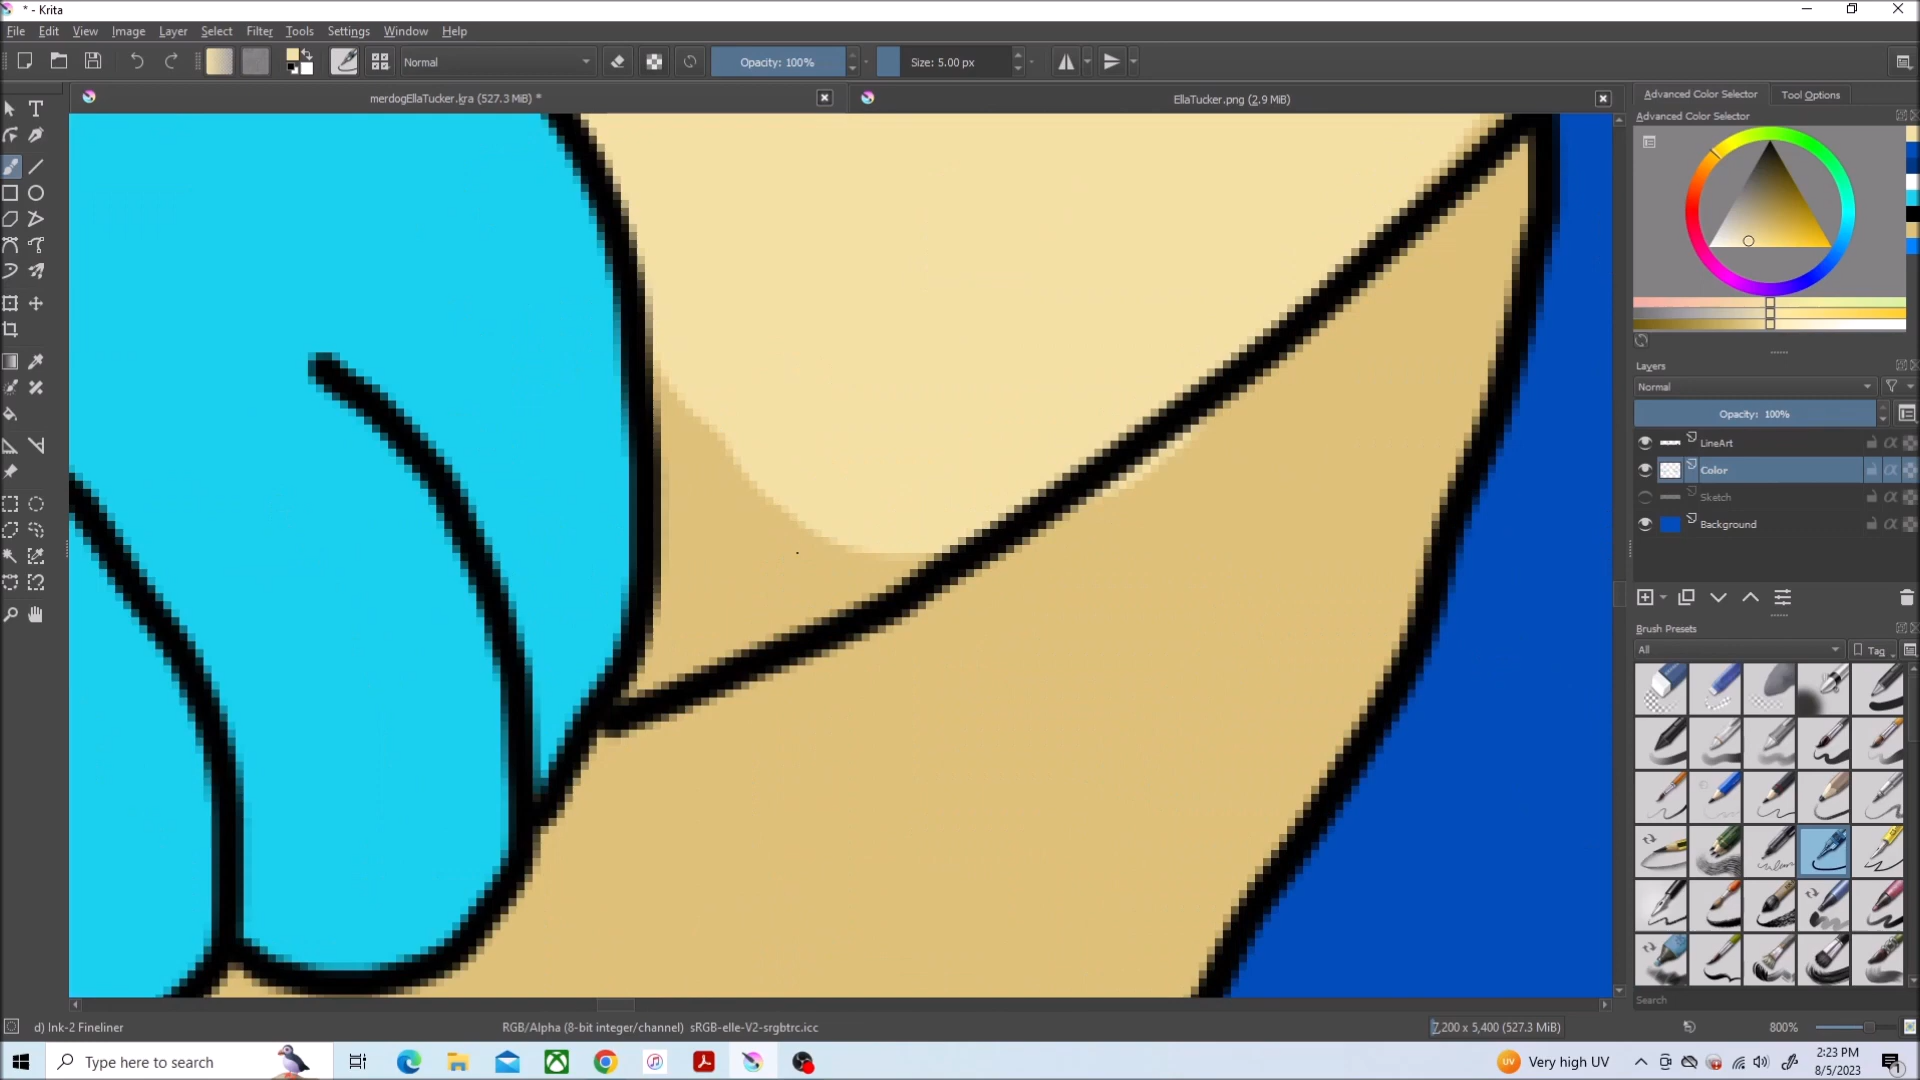 * - Krita
File Edit View Image Layer Select Filter Tools Settings Window Help
Normal
Opacity: 100%
Size: 5.00 px
merdogEllaTucker.kra (527.3 MiB) *
EllaTucker.png (2.9 MiB)
Advanced Color Selector
Tool Options
Advanced Color Selector
Layers
Normal
Opacity: 100%
LineArt
Color
Sketch
Background
Brush Presets
All
Tag
Search
d) Ink-2 Fineliner
RGB/Alpha (8-bit integer/channel) sRGB-elle-V2-srgbtrc.icc
7,200 x 5,400 (527.3 MiB)
800%
Type here to search
UV
Very high UV
2:23 PM
8/5/2023
1